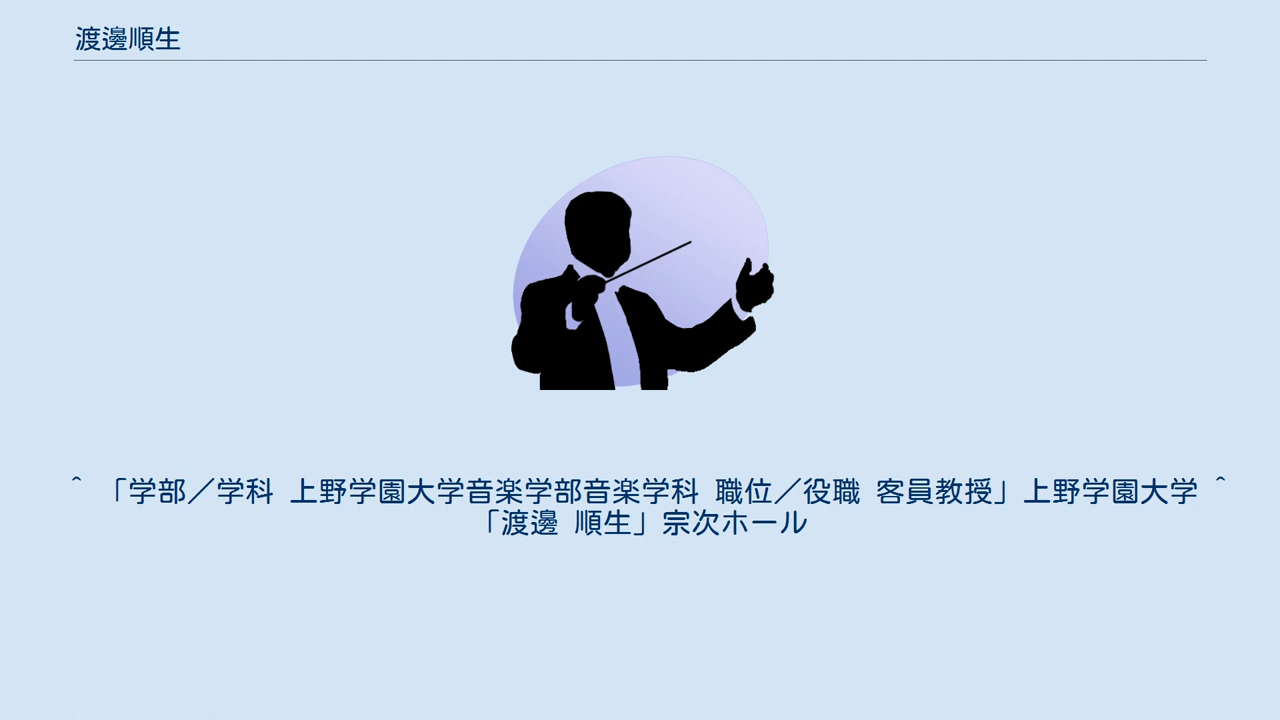 渡邊順生
^ 「学部／学科 上野学園大学音楽学部音楽学科 職位／役職 客員教授」上野学園大学 ^
「渡邊 順生」宗次ホール